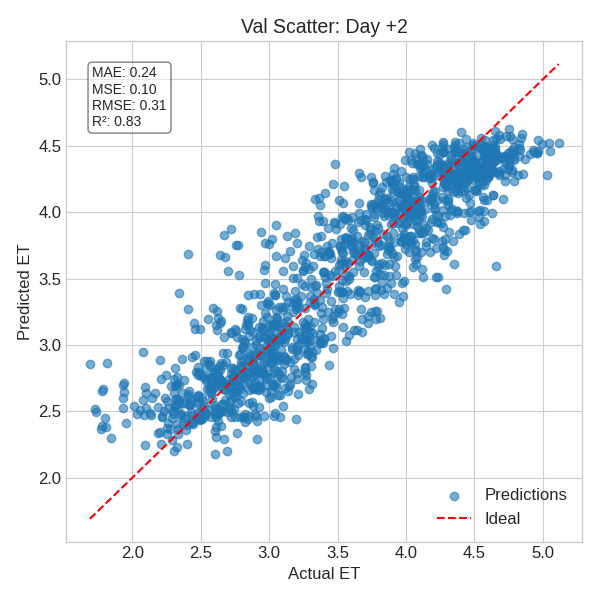 Val Scatter: Day +2
MAE: 0.24
MSE: 0.10
RMSE: 0.31
R²: 0.83
5.0
4.5
4.0
3.5
3.0
2.5
2.0
Predicted ET
Predictions
Ideal
2.0 2.5 3.0 3.5 4.0 4.5 5.0
Actual ET